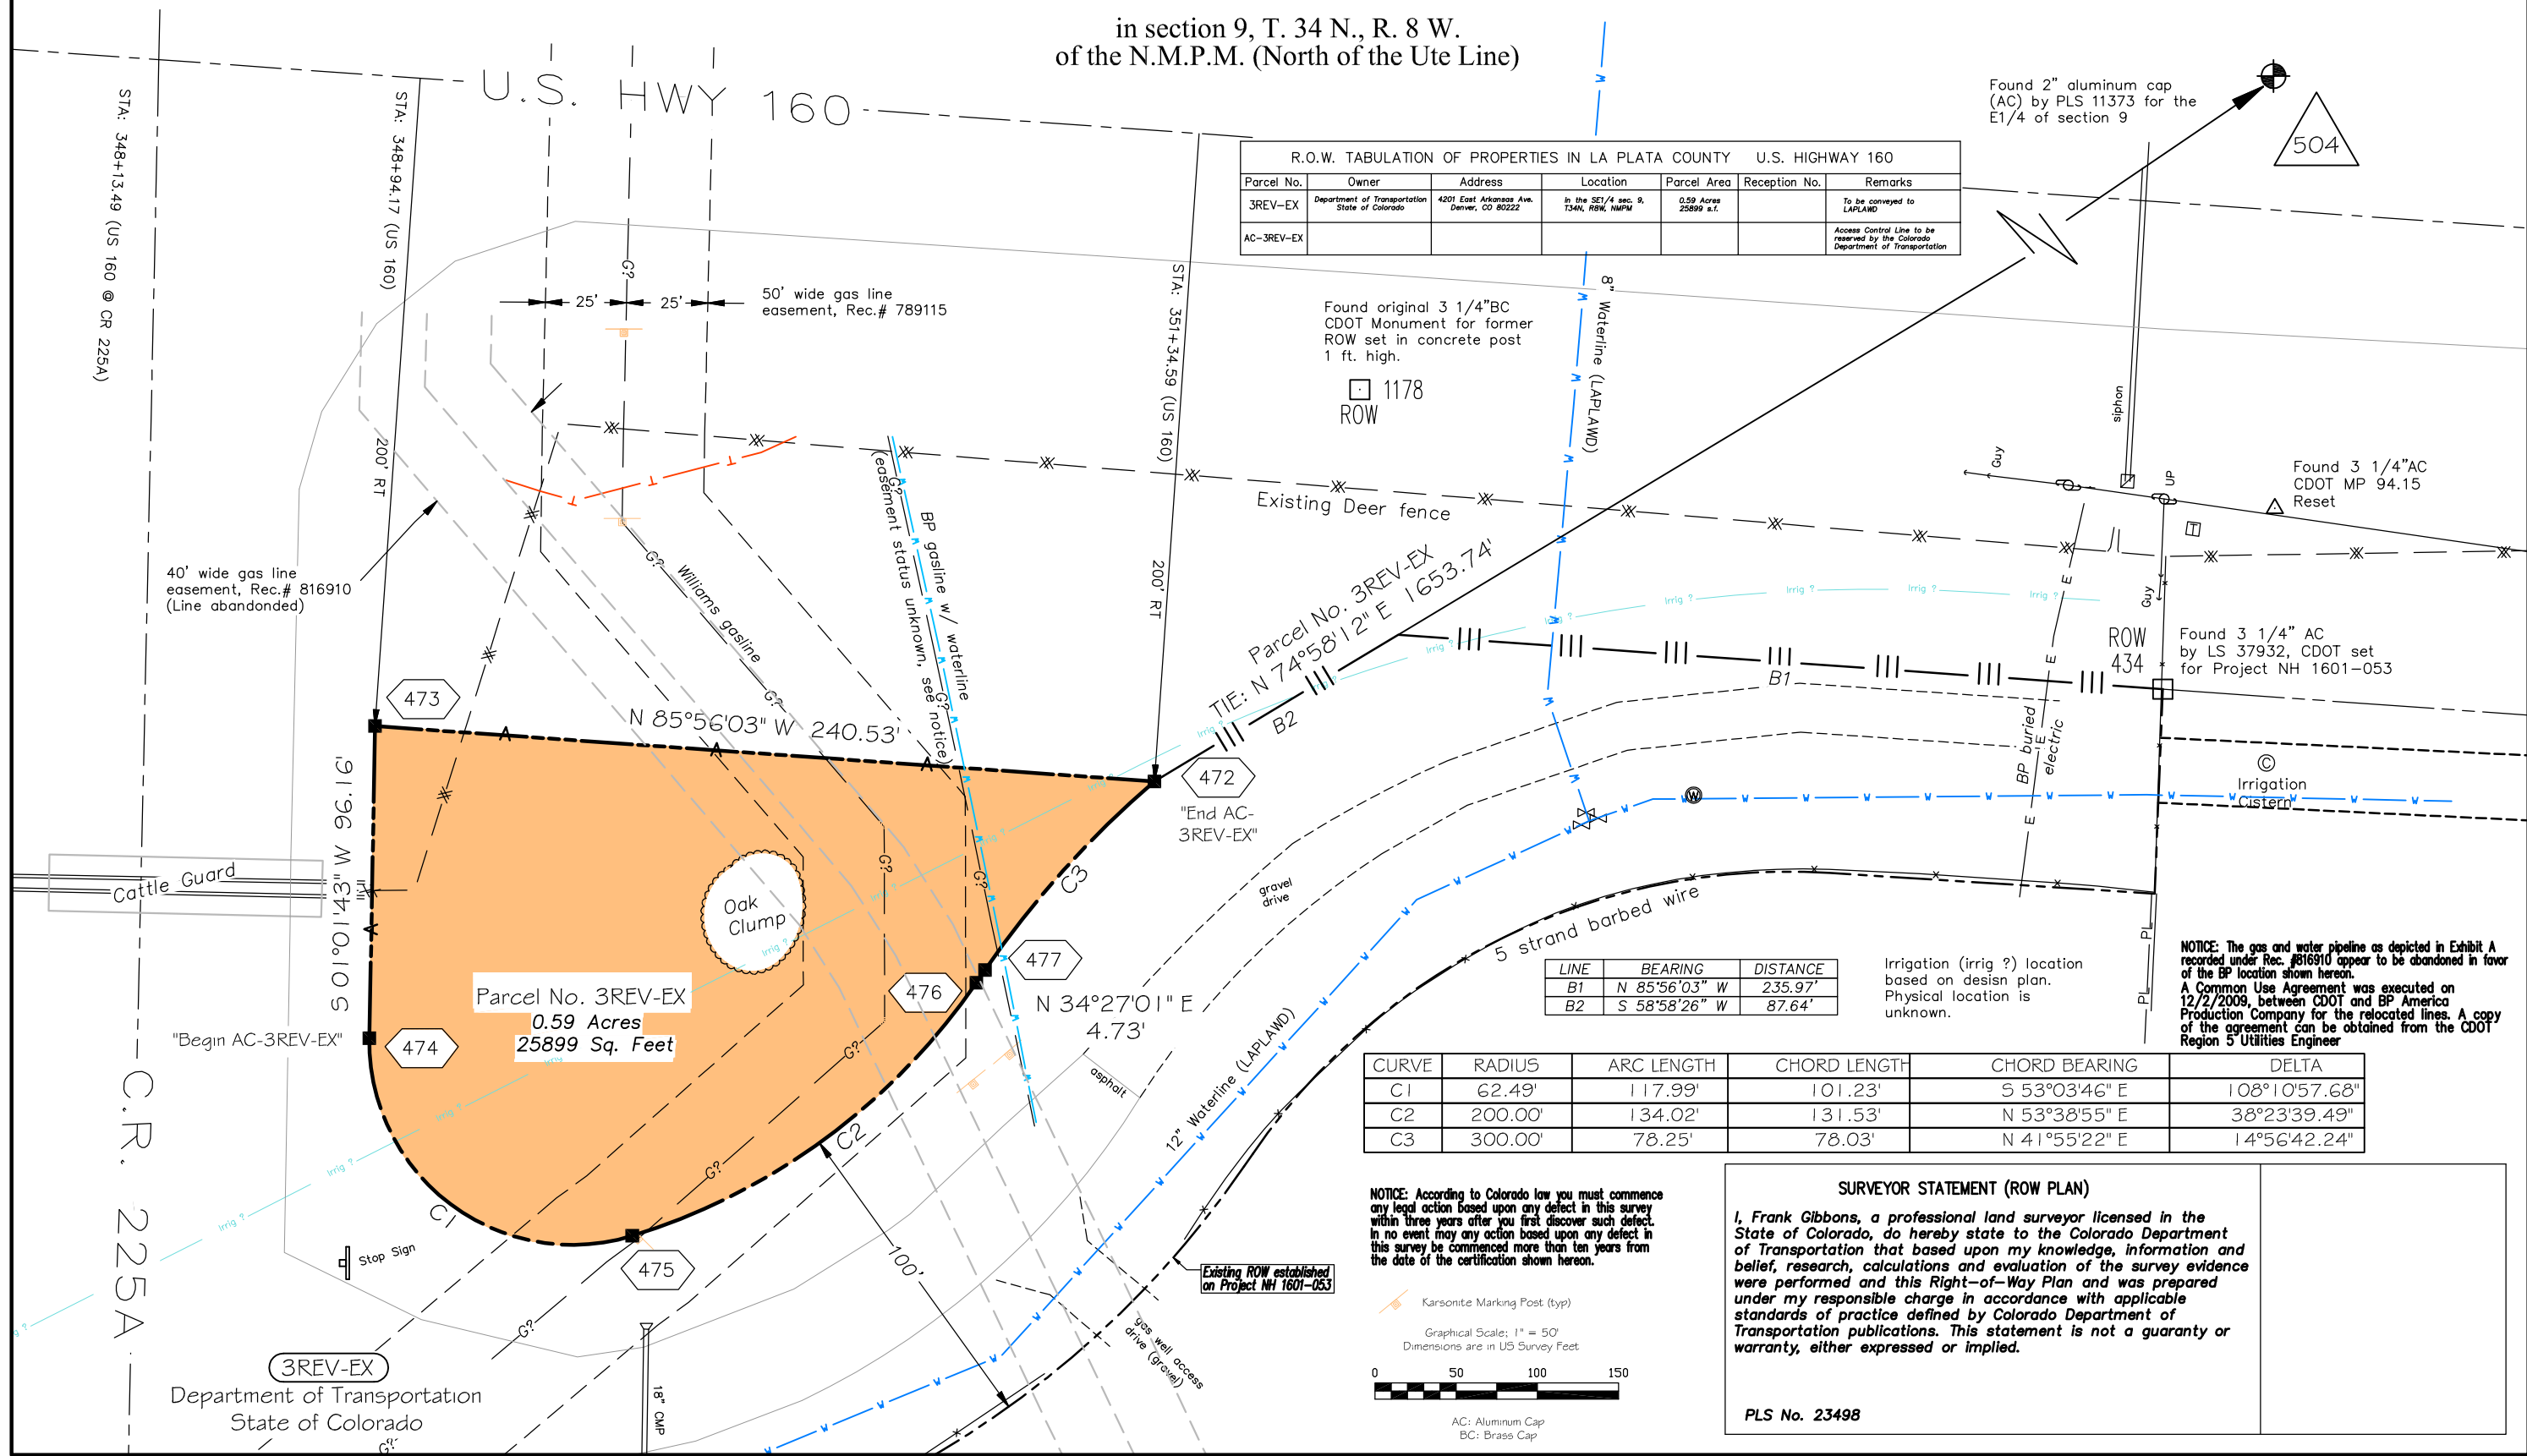 in section 9, T. 34 N., R. 8 W.
of the N.M.P.M. (North of the Ute Line)
U.S. HWY 160
STA: 348+13.49 (US 160 @ CR 225A)
STA: 348+94.17 (US 160)
200' RT
STA: 351+34.59 (US 160)
200' RT
Found 2" aluminum cap
(AC) by PLS 11373 for the
E1/4 of section 9
504
R.O.W. TABULATION OF PROPERTIES IN LA PLATA COUNTY U.S. HIGHWAY 160
Parcel No. Owner Address Location Parcel Area Reception No. Remarks
3REV-EX
Department of Transportation
State of Colorado
4201 East Arkansas Ave.
Denver, CO 80222
in the SE1/4 sec. 9,
T34N, R8W, NMPM
0.59 Acres
25899 s.f.
To be conveyed to
LAPLAWD
AC-3REV-EX
Access Control Line to be
reserved by the Colorado
Department of Transportation
G?
25' 25'
50' wide gas line
easement, Rec.# 789115
Found original 3 1/4"BC
CDOT Monument for former
ROW set in concrete post
1 ft. high.
1178
ROW
8" Waterline (LAPLAWD)
siphon
Guy
UP
T
Guy
Found 3 1/4"AC
CDOT MP 94.15
Reset
Existing Deer fence
40' wide gas line
easement, Rec.# 816910
(Line abandonded)
Williams gasline
BP gasline w/ waterline
(easement status unknown, see notice)
Parcel No. 3REV-EX
TIE: N 74°58'12" E 1653.74'
B2
B1
ROW
434
Found 3 1/4" AC
by LS 37932, CDOT set
for Project NH 1601-053
473
N 85°56'03" W 240.53'
472
"End AC-
3REV-EX"
BP buried
electric
©
Irrigation
Cistern
W
S 01°01'43" W 96.16'
Cattle Guard
Oak
Clump
C3
gravel
drive
5 strand barbed wire
477
476
N 34°27'01" E
4.73'
Parcel No. 3REV-EX
0.59 Acres
25899 Sq. Feet
"Begin AC-3REV-EX"
474
LINE BEARING DISTANCE
B1 N 85°56'03" W 235.97'
B2 S 58°58'26" W 87.64'
Irrigation (irrig ?) location
based on desisn plan.
Physical location is
unknown.
PL
PL
NOTICE: The gas and water pipeline as depicted in Exhibit A
recorded under Rec. #816910 appear to be abandoned in favor
of the BP location shown hereon.
A Common Use Agreement was executed on
12/2/2009, between CDOT and BP America
Production Company for the relocated lines. A copy
of the agreement can be obtained from the CDOT
Region 5 Utilities Engineer
CURVE RADIUS ARC LENGTH CHORD LENGTH CHORD BEARING DELTA
C1 62.49' 117.99' 101.23' S 53°03'46" E 108°10'57.68"
C2 200.00' 134.02' 131.53' N 53°38'55" E 38°23'39.49"
C3 300.00' 78.25' 78.03' N 41°55'22" E 14°56'42.24"
asphalt
12" Waterline (LAPLAWD)
C2
C1
C.R. 225A
Irrig ?
Stop Sign
475
100'
Existing ROW established
on Project NH 1601-053
gas well access
drive (gravel)
18" CMP
3REV-EX
Department of Transportation
State of Colorado
NOTICE: According to Colorado law you must commence
any legal action based upon any defect in this survey
within three years after you first discover such defect.
In no event may any action based upon any defect in
this survey be commenced more than ten years from
the date of the certification shown hereon.
Karsonite Marking Post (typ)
Graphical Scale; 1" = 50'
Dimensions are in US Survey Feet
0 50 100 150
AC: Aluminum Cap
BC: Brass Cap
SURVEYOR STATEMENT (ROW PLAN)
I, Frank Gibbons, a professional land surveyor licensed in the
State of Colorado, do hereby state to the Colorado Department
of Transportation that based upon my knowledge, information and
belief, research, calculations and evaluation of the survey evidence
were performed and this Right-of-Way Plan and was prepared
under my responsible charge in accordance with applicable
standards of practice defined by Colorado Department of
Transportation publications. This statement is not a guaranty or
warranty, either expressed or implied.
PLS No. 23498